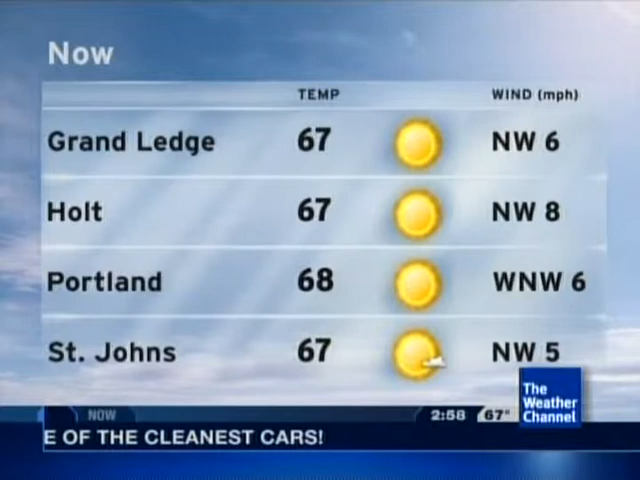 Now
TEMP WIND (mph)
Grand Ledge 67 NW 6
Holt 67 NW 8
Portland 68 WNW 6
St. Johns 67 NW 5
The
Weather
Channel
NOW 2:58 67°
E OF THE CLEANEST CARS!